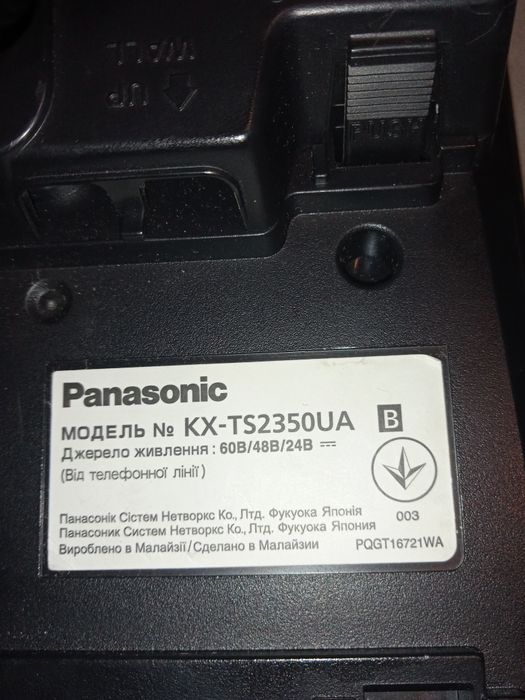 WALL
UP
PUSH
Panasonic
МОДЕЛЬ № KX-TS2350UA B
Джерело живлення : 60В/48В/24В
(Від телефонної лінії)
Панасонік Сістем Нетворкс Ко., Лтд. Фукуока Японія
Панасоник Систем Нетворкс Ко., Лтд. Фукуока Япония
Вироблено в Малайзії/Сделано в Малайзии
003
PQGT16721WA